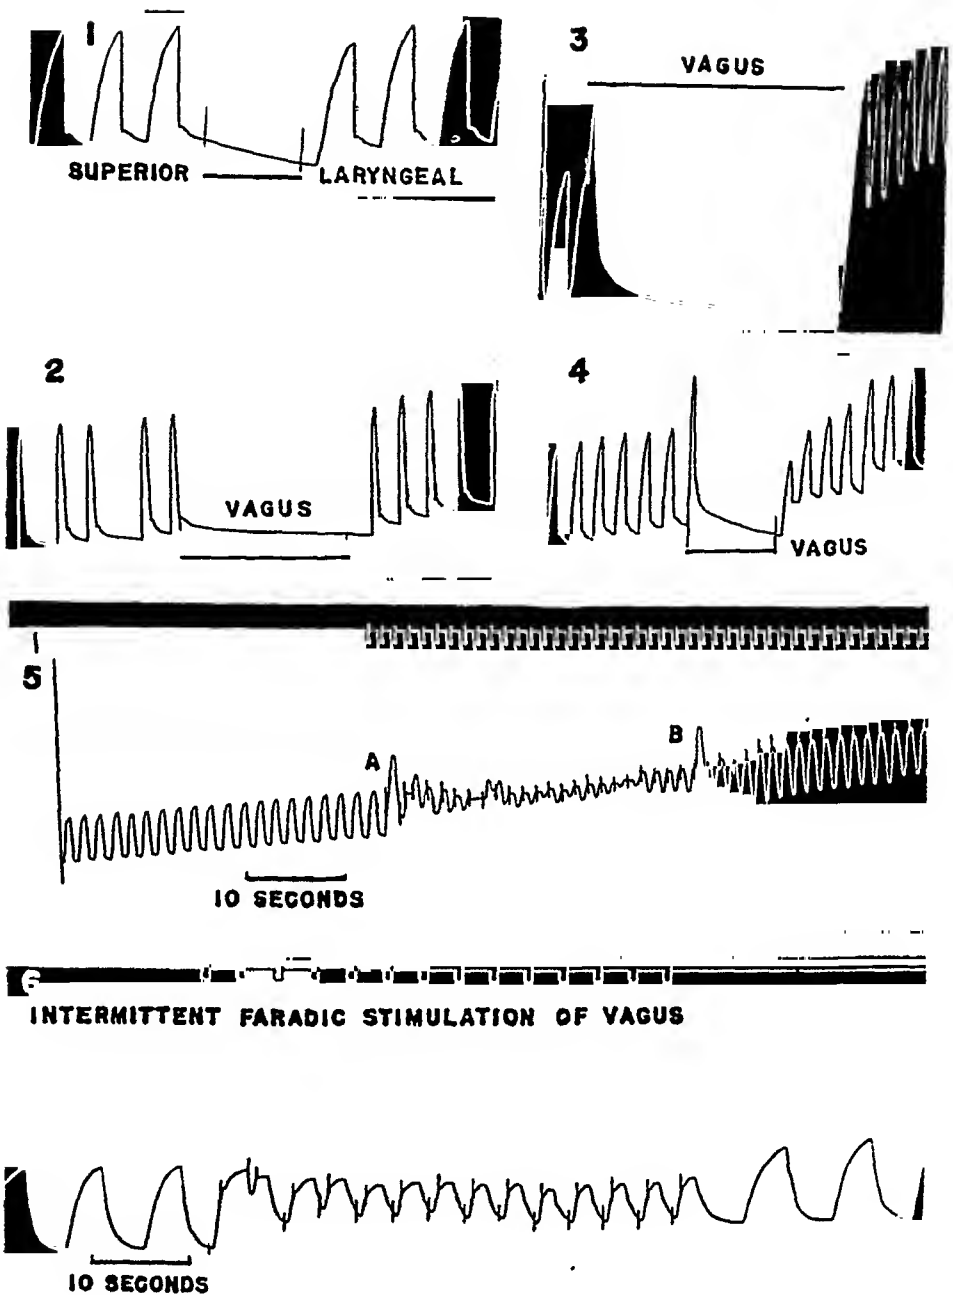 1
SUPERIOR LARYNGEAL
3
VAGUS
2
VAGUS
4
VAGUS
5
A
B
10 SECONDS
6
INTERMITTENT FARADIC STIMULATION OF VAGUS
10 SECONDS